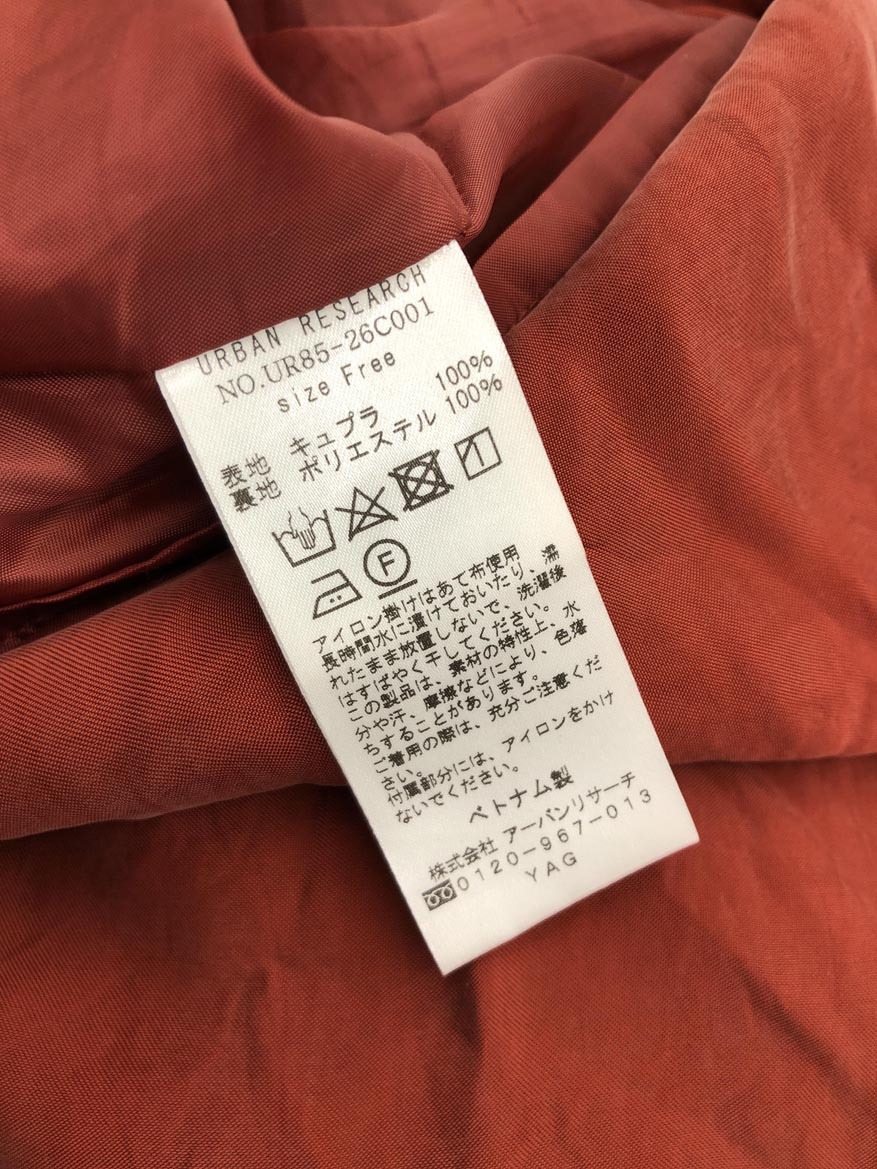 URBAN RESEARCH
NO.UR85-26C001
size Free
表地 キュプラ 100%
裏地 ポリエステル 100%
F
アイロン掛けはあて布使用
長時間水に漬けておいたり、濡
れたまま放置しないで、洗濯後
はすばやく干してください。
この製品は、素材の特性上、水
分や汗、摩擦などにより、色落
ちすることがあります。
ご着用の際は、充分ご注意くだ
さい。
付属部分には、アイロンをかけ
ないでください。
ベトナム製
株式会社 アーバンリサーチ
0120-967-013
YAG